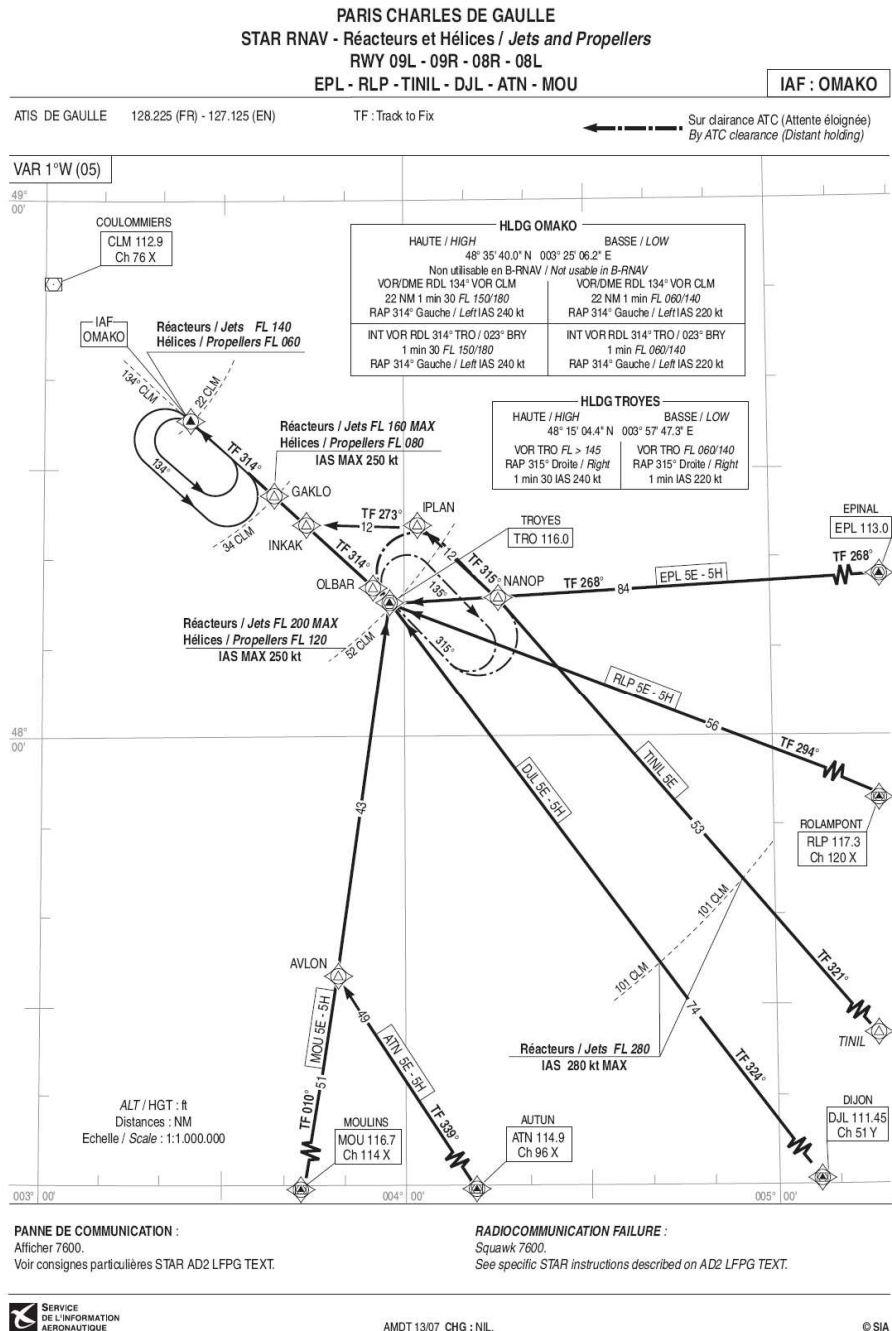 PARIS CHARLES DE GAULLE
STAR RNAV - Réacteurs et Hélices / Jets and Propellers
RWY 09L - 09R - 08R - 08L
EPL - RLP - TINIL - DJL - ATN - MOU
IAF : OMAKO
ATIS DE GAULLE 128.225 (FR) - 127.125 (EN)
TF : Track to Fix
Sur clairance ATC (Attente éloignée)
By ATC clearance (Distant holding)
VAR 1°W (05)
49°
00'
COULOMMIERS
CLM 112.9
Ch 76 X
HLDG OMAKO
HAUTE / HIGH BASSE / LOW
48° 35' 40.0" N 003° 25' 06.2" E
Non utilisable en B-RNAV / Not usable in B-RNAV
VOR/DME RDL 134° VOR CLM
22 NM 1 min 30 FL 150/180
RAP 314° Gauche / Left IAS 240 kt
VOR/DME RDL 134° VOR CLM
22 NM 1 min FL 060/140
RAP 314° Gauche / Left IAS 220 kt
INT VOR RDL 314° TRO / 023° BRY
1 min 30 FL 150/180
RAP 314° Gauche / Left IAS 240 kt
INT VOR RDL 314° TRO / 023° BRY
1 min FL 060/140
RAP 314° Gauche / Left IAS 220 kt
IAF
OMAKO
Réacteurs / Jets FL 140
Hélices / Propellers FL 060
134° CLM
22 CLM
HLDG TROYES
HAUTE / HIGH BASSE / LOW
48° 15' 04.4" N 003° 57' 47.3" E
VOR TRO FL > 145
RAP 315° Droite / Right
1 min 30 IAS 240 kt
VOR TRO FL 060/140
RAP 315° Droite / Right
1 min IAS 220 kt
Réacteurs / Jets FL 160 MAX
Hélices / Propellers FL 080
IAS MAX 250 kt
TF 314°
134°
GAKLO
34 CLM
INKAK
TF 273°
12
IPLAN
TROYES
TRO 116.0
EPINAL
EPL 113.0
TF 314°
12
TF 315°
NANOP
TF 268°
84
EPL 5E - 5H
TF 268°
OLBAR
135°
315°
Réacteurs / Jets FL 200 MAX
Hélices / Propellers FL 120
IAS MAX 250 kt
52 CLM
RLP 5E - 5H
56
TF 294°
48°
00'
DJL 5E - 5H
TINIL 5E
43
53
ROLAMPONT
RLP 117.3
Ch 120 X
101 CLM
101 CLM
AVLON
TF 321°
TINIL
MOU 5E - 5H
49
ATN 5E - 5H
74
Réacteurs / Jets FL 280
IAS 280 kt MAX
51
TF 010°
TF 339°
TF 324°
ALT / HGT : ft
Distances : NM
Echelle / Scale : 1:1.000.000
MOULINS
MOU 116.7
Ch 114 X
AUTUN
ATN 114.9
Ch 96 X
DIJON
DJL 111.45
Ch 51 Y
003° 00'
004° 00'
005° 00'
PANNE DE COMMUNICATION :
Afficher 7600.
Voir consignes particulières STAR AD2 LFPG TEXT.
RADIOCOMMUNICATION FAILURE :
Squawk 7600.
See specific STAR instructions described on AD2 LFPG TEXT.
SERVICE
DE L'INFORMATION
AERONAUTIQUE
AMDT 13/07 CHG : NIL.
© SIA